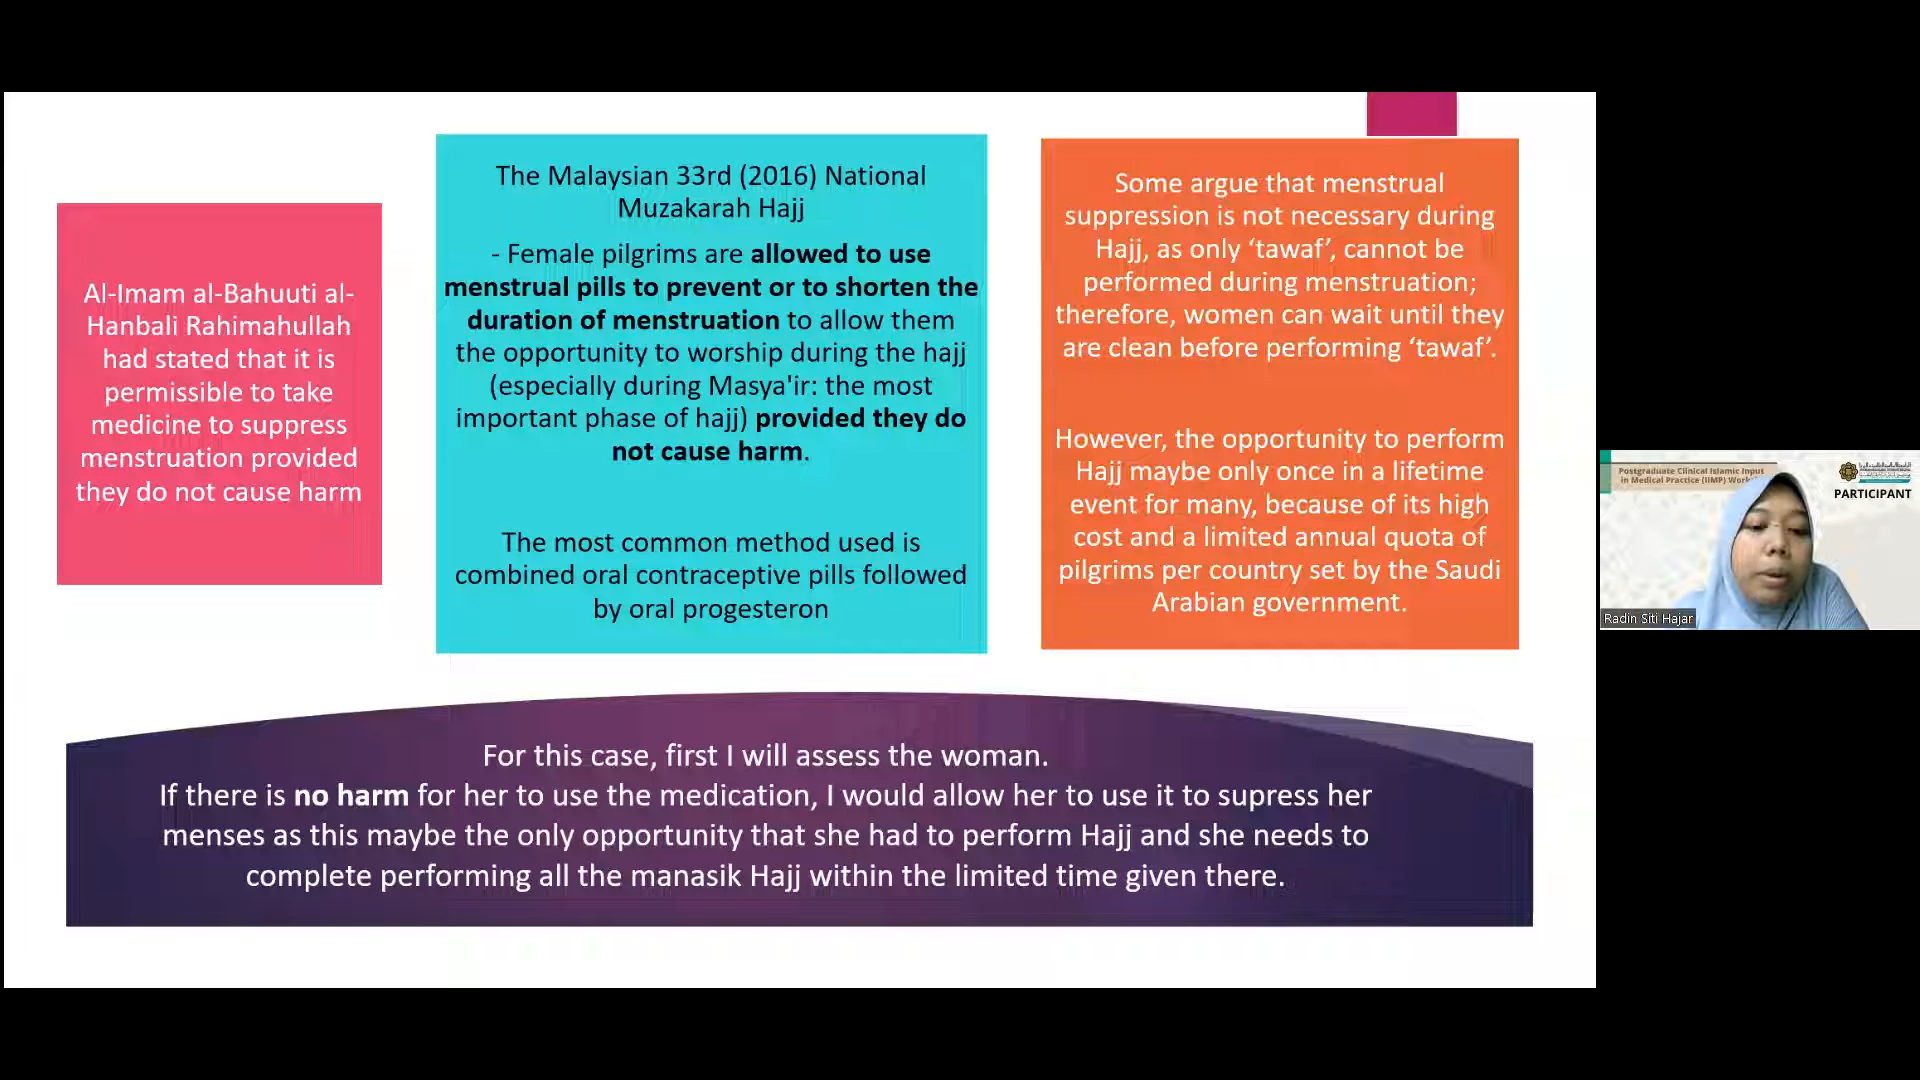 Al-Imam al-Bahuuti al-
Hanbali Rahimahullah
had stated that it is
permissible to take
medicine to suppress
menstruation provided
they do not cause harm
The Malaysian 33rd (2016) National
Muzakarah Hajj
- Female pilgrims are allowed to use
menstrual pills to prevent or to shorten the
duration of menstruation to allow them
the opportunity to worship during the hajj
(especially during Masya'ir: the most
important phase of hajj) provided they do
not cause harm.
The most common method used is
combined oral contraceptive pills followed
by oral progesteron
Some argue that menstrual
suppression is not necessary during
Hajj, as only ‘tawaf’, cannot be
performed during menstruation;
therefore, women can wait until they
are clean before performing ‘tawaf’.
However, the opportunity to perform
Hajj maybe only once in a lifetime
event for many, because of its high
cost and a limited annual quota of
pilgrims per country set by the Saudi
Arabian government.
For this case, first I will assess the woman.
If there is no harm for her to use the medication, I would allow her to use it to supress her
menses as this maybe the only opportunity that she had to perform Hajj and she needs to
complete performing all the manasik Hajj within the limited time given there.
Postgraduate Clinical Islamic Input
in Medical Practice (IIMP)
PARTICIPANT
Radin Siti Hajar